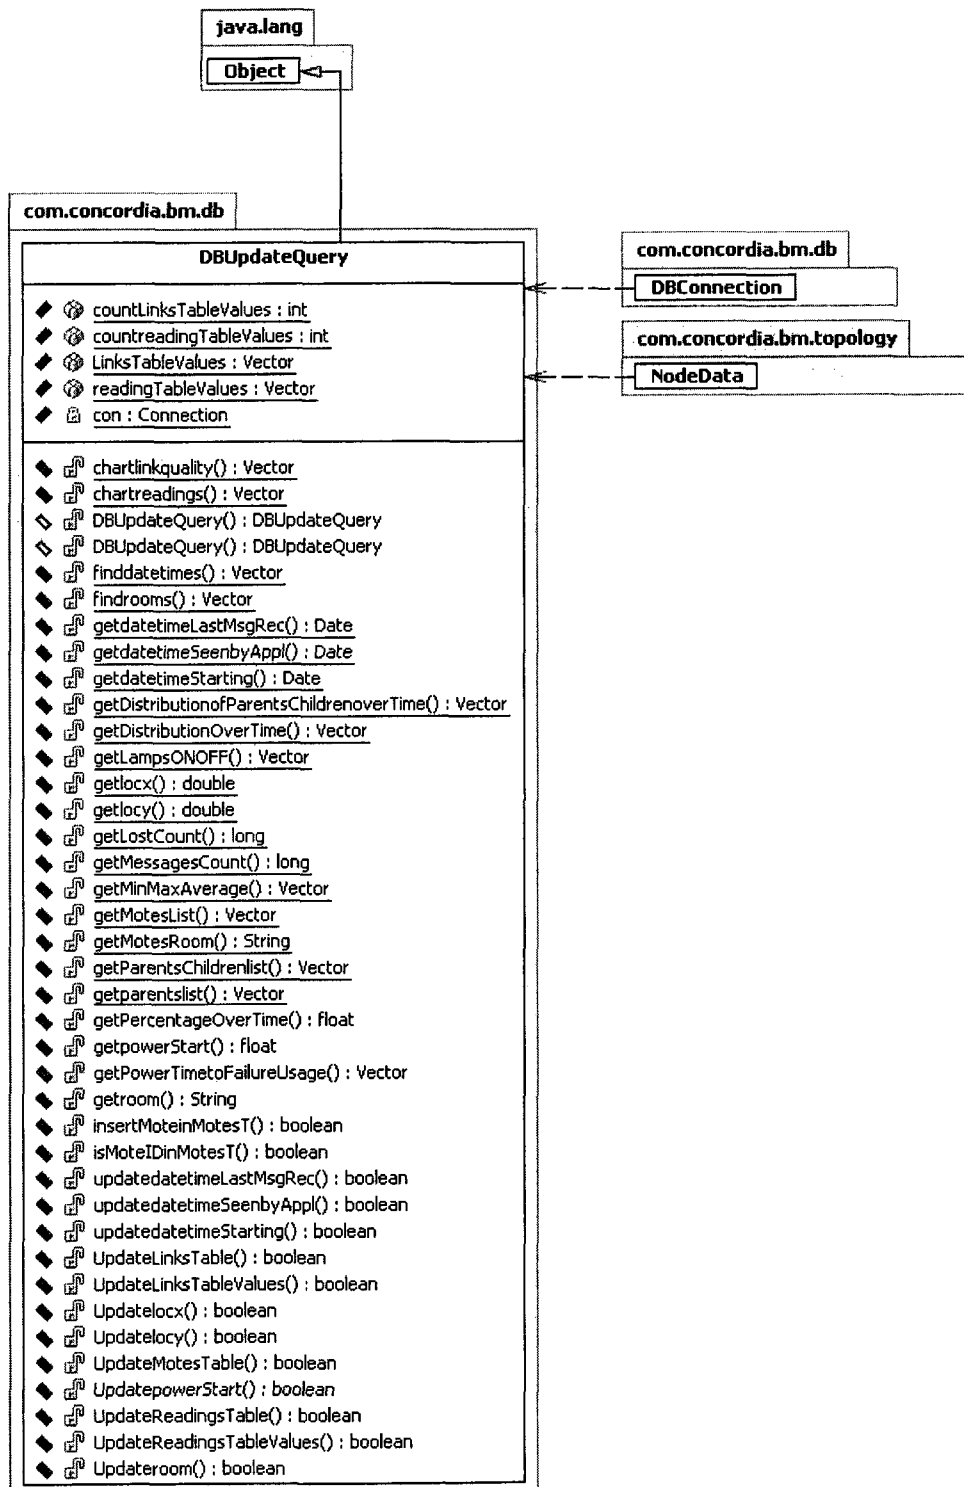 java.lang
Object
com.concordia.bm.db
DBUpdateQuery
countLinksTableValues : int
countreadingTableValues : int
LinksTableValues : Vector
readingTableValues : Vector
con : Connection
chartlinkquality() : Vector
chartreadings() : Vector
DBUpdateQuery() : DBUpdateQuery
DBUpdateQuery() : DBUpdateQuery
finddatetimes() : Vector
findrooms() : Vector
getdatetimeLastMsgRec() : Date
getdatetimeSeenbyAppl() : Date
getdatetimeStarting() : Date
getDistributionofParentsChildrenoverTime() : Vector
getDistributionOverTime() : Vector
getLampsONOFF() : Vector
getlocx() : double
getlocy() : double
getLostCount() : long
getMessagesCount() : long
getMinMaxAverage() : Vector
getMotesList() : Vector
getMotesRoom() : String
getParentsChildrenlist() : Vector
getparentslist() : Vector
getPercentageOverTime() : float
getpowerStart() : float
getPowerTimetoFailureUsage() : Vector
getroom() : String
insertMoteinMotesT() : boolean
isMoteIDinMotesT() : boolean
updatedatetimeLastMsgRec() : boolean
updatedatetimeSeenbyAppl() : boolean
updatedatetimeStarting() : boolean
UpdateLinksTable() : boolean
UpdateLinksTableValues() : boolean
Updatelocx() : boolean
Updatelocy() : boolean
UpdateMotesTable() : boolean
UpdatepowerStart() : boolean
UpdateReadingsTable() : boolean
UpdateReadingsTableValues() : boolean
Updateroom() : boolean
com.concordia.bm.db
DBConnection
com.concordia.bm.topology
NodeData